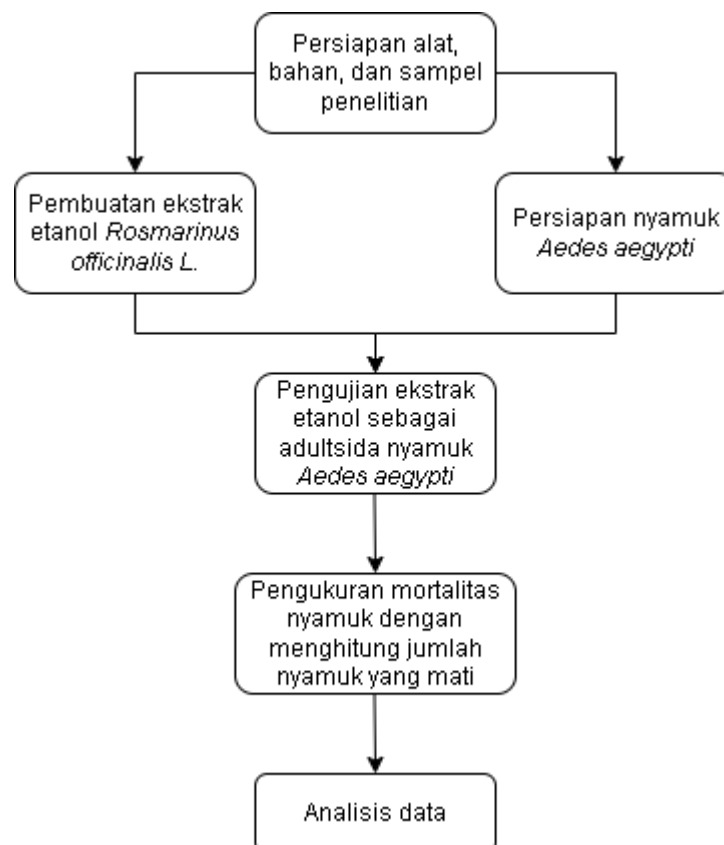 Persiapan alat,
bahan, dan sampel
penelitian
Pembuatan ekstrak
etanol Rosmarinus
officinalis L.
Persiapan nyamuk
Aedes aegypti
Pengujian ekstrak
etanol sebagai
adultsida nyamuk
Aedes aegypti
Pengukuran mortalitas
nyamuk dengan
menghitung jumlah
nyamuk yang mati
Analisis data